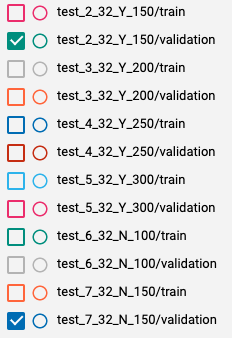 test_2_32_Y_150/train
test_2_32_Y_150/validation
test_3_32_Y_200/train
test_3_32_Y_200/validation
test_4_32_Y_250/train
test_4_32_Y_250/validation
test_5_32_Y_300/train
test_5_32_Y_300/validation
test_6_32_N_100/train
test_6_32_N_100/validation
test_7_32_N_150/train
test_7_32_N_150/validation